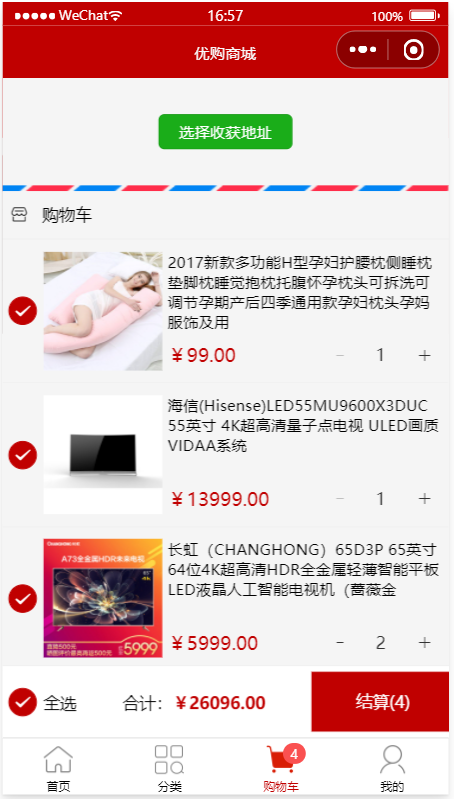 WeChat
16:57
100%
优购商城
选择收获地址
购物车
2017新款多功能H型孕妇护腰枕侧睡枕
垫脚枕睡觉抱枕托腹怀孕枕头可拆洗可
调节孕期产后四季通用款孕妇枕头孕妈
服饰及用
￥99.00
－ 1 ＋
海信(Hisense)LED55MU9600X3DUC
55英寸 4K超高清量子点电视 ULED画质
VIDAA系统
￥13999.00
－ 1 ＋
CHANGHONG
A73全金属HDR未来电视
5999
长虹（CHANGHONG）65D3P 65英寸
64位4K超高清HDR全金属轻薄智能平板
LED液晶人工智能电视机（蔷薇金
￥5999.00
－ 2 ＋
全选
合计：￥26096.00
结算(4)
4
首页
分类
购物车
我的